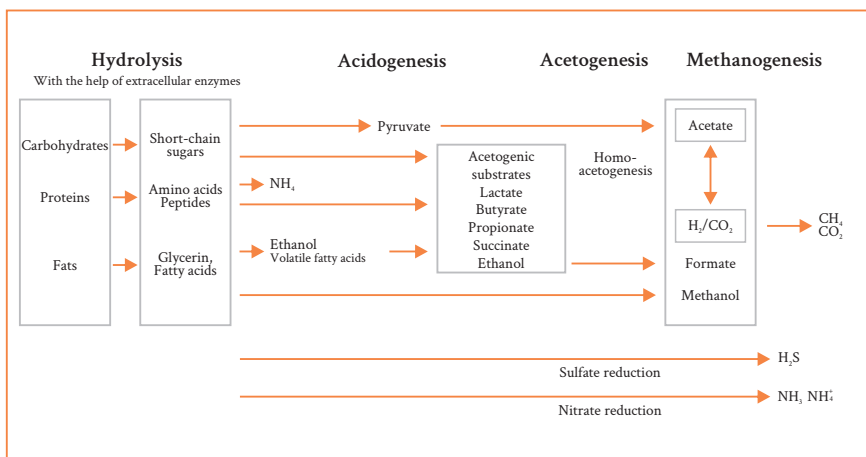 Hydrolysis
With the help of extracellular enzymes
Acidogenesis
Acetogenesis
Methanogenesis
Carbohydrates
Proteins
Fats
Short-chain
sugars
Amino acids
Peptides
Glycerin,
Fatty acids
Pyruvate
NH₄
Ethanol
Volatile fatty acids
Acetogenic
substrates
Lactate
Butyrate
Propionate
Succinate
Ethanol
Homo-
acetogenesis
Acetate
H₂/CO₂
Formate
Methanol
CH₄
CO₂
Sulfate reduction
H₂S
Nitrate reduction
NH₃ NH₄⁺